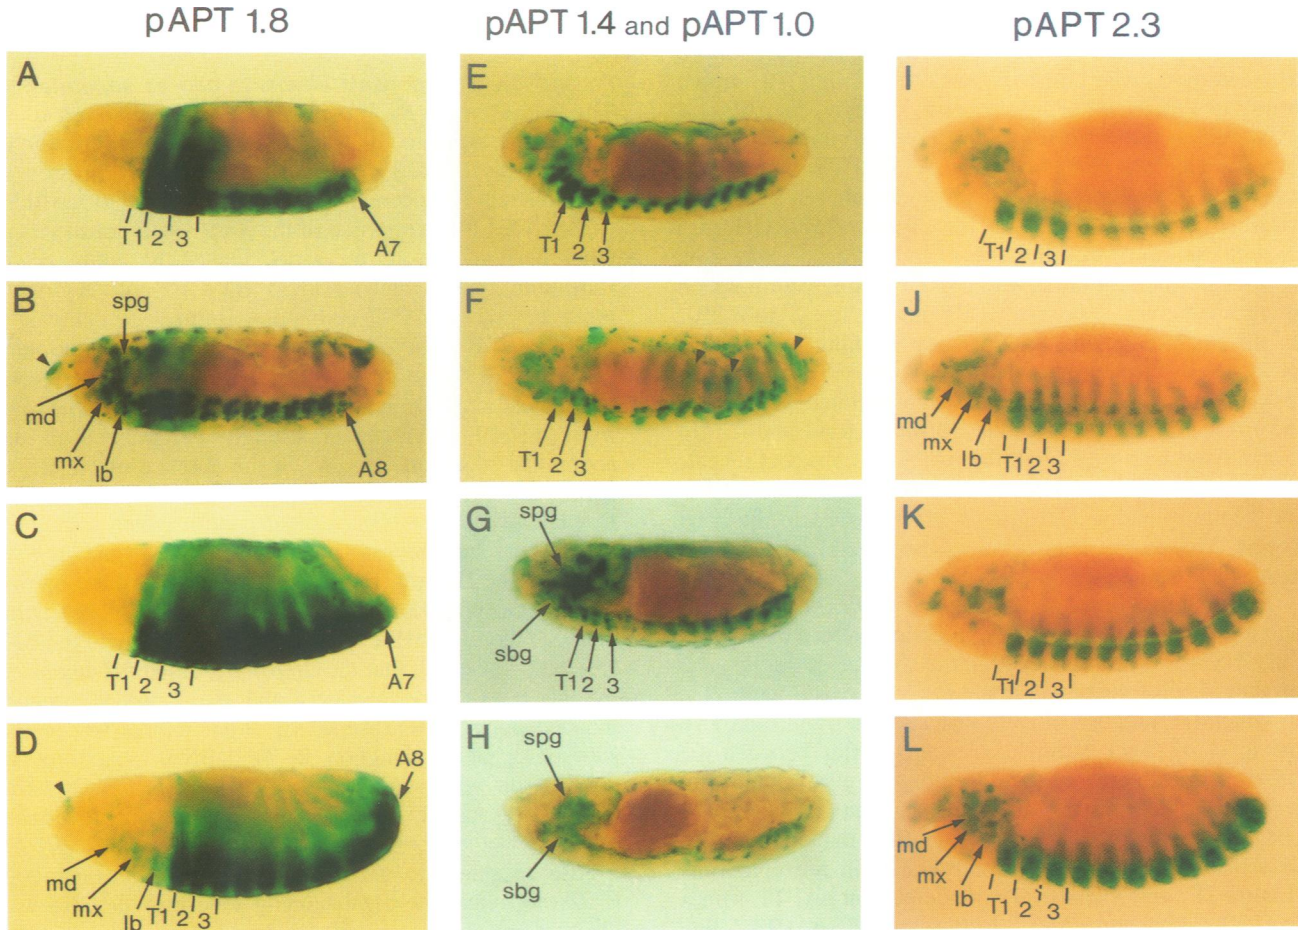 pAPT 1.8
pAPT 1.4 and pAPT 1.0
pAPT 2.3
A
T1 2 3
A7
B
spg
md
mx
lb
A8
C
T1 2 3
A7
D
A8
md
mx
lb
T1 2 3
E
T1
2
3
F
T1
2
3
G
spg
sbg
T1 2 3
H
spg
sbg
I
T1 2 3
J
md
mx
lb
T1 2 3
K
T1 2 3
L
md
mx
lb
T1 2 3